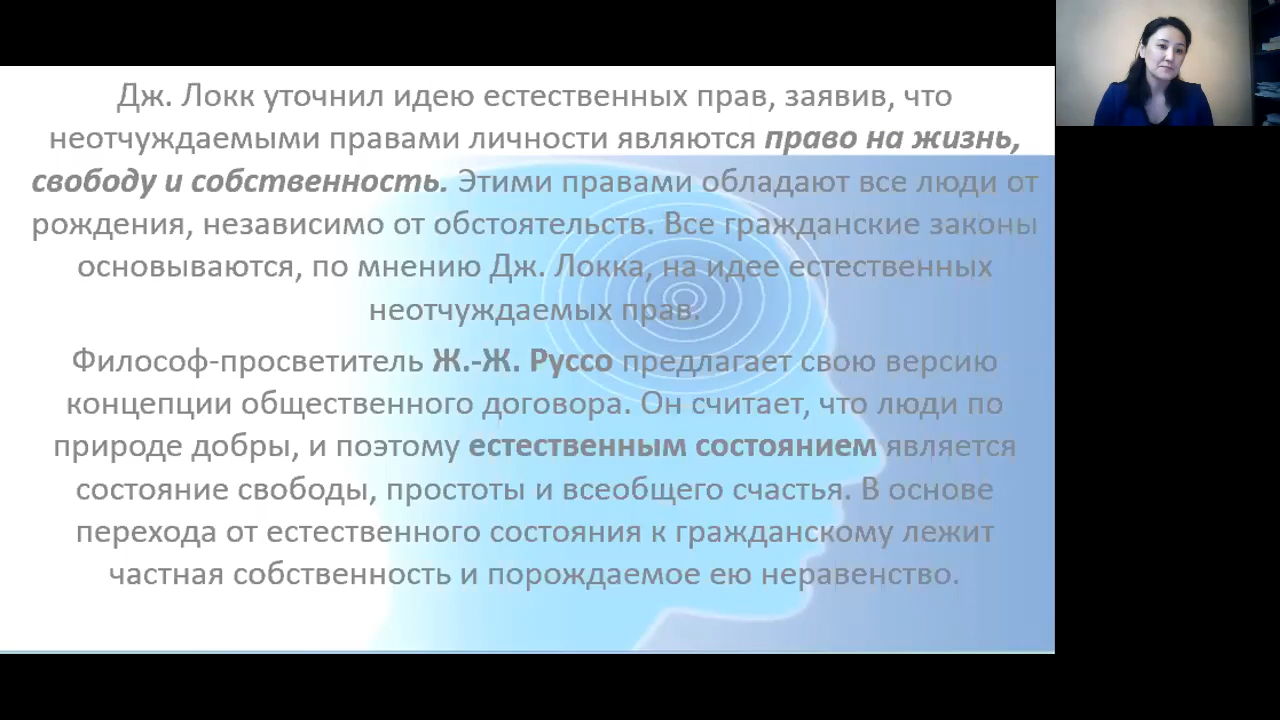 Дж. Локк уточнил идею естественных прав, заявив, что
неотчуждаемыми правами личности являются право на жизнь,
свободу и собственность. Этими правами обладают все люди от
рождения, независимо от обстоятельств. Все гражданские законы
основываются, по мнению Дж. Локка, на идее естественных
неотчуждаемых прав.
Философ-просветитель Ж.-Ж. Руссо предлагает свою версию
концепции общественного договора. Он считает, что люди по
природе добры, и поэтому естественным состоянием является
состояние свободы, простоты и всеобщего счастья. В основе
перехода от естественного состояния к гражданскому лежит
частная собственность и порождаемое ею неравенство.